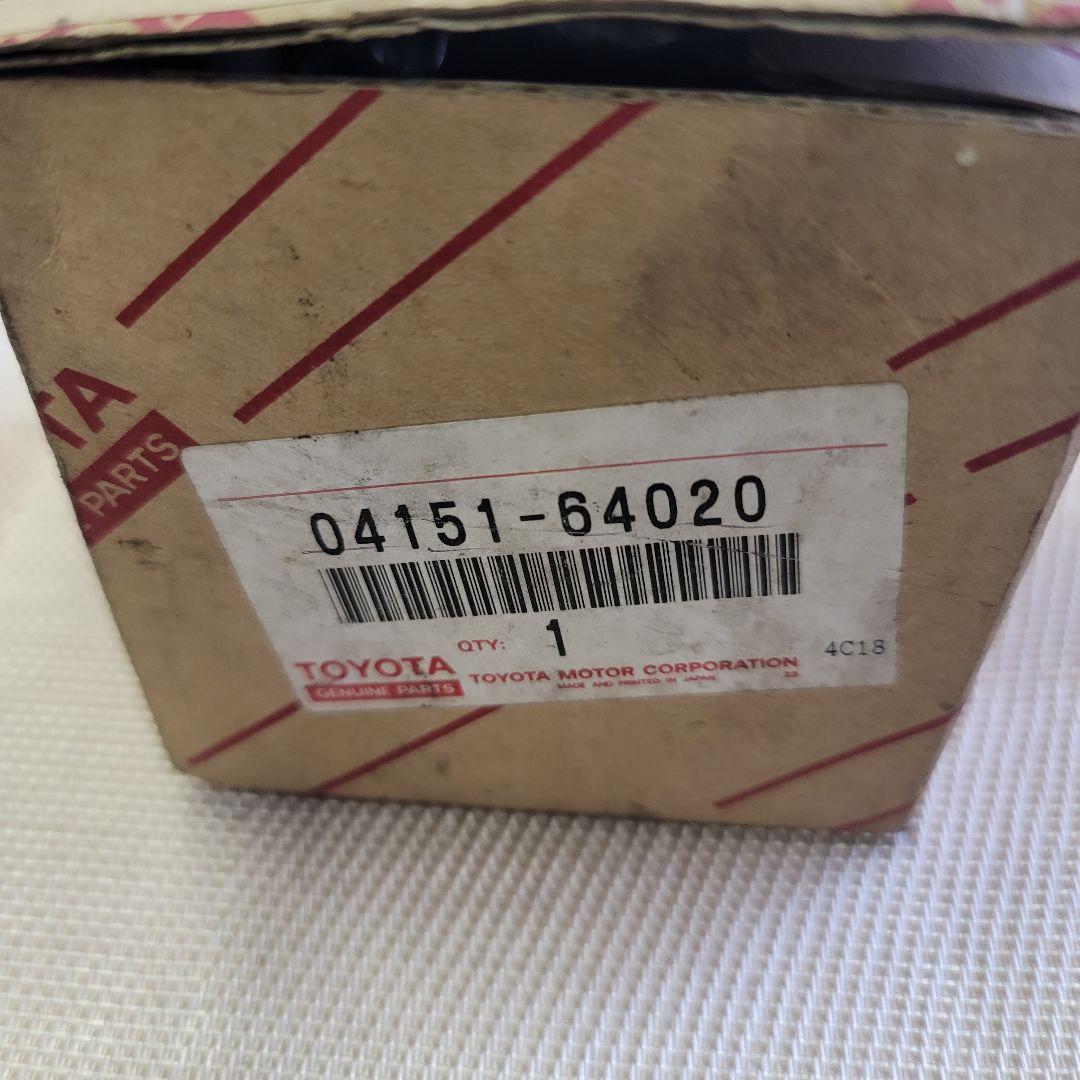 TA
PARTS
04151-64020
QTY: 1
4C18
TOYOTA
GENUINE PARTS
TOYOTA MOTOR CORPORATION
MADE AND PRINTED IN JAPAN